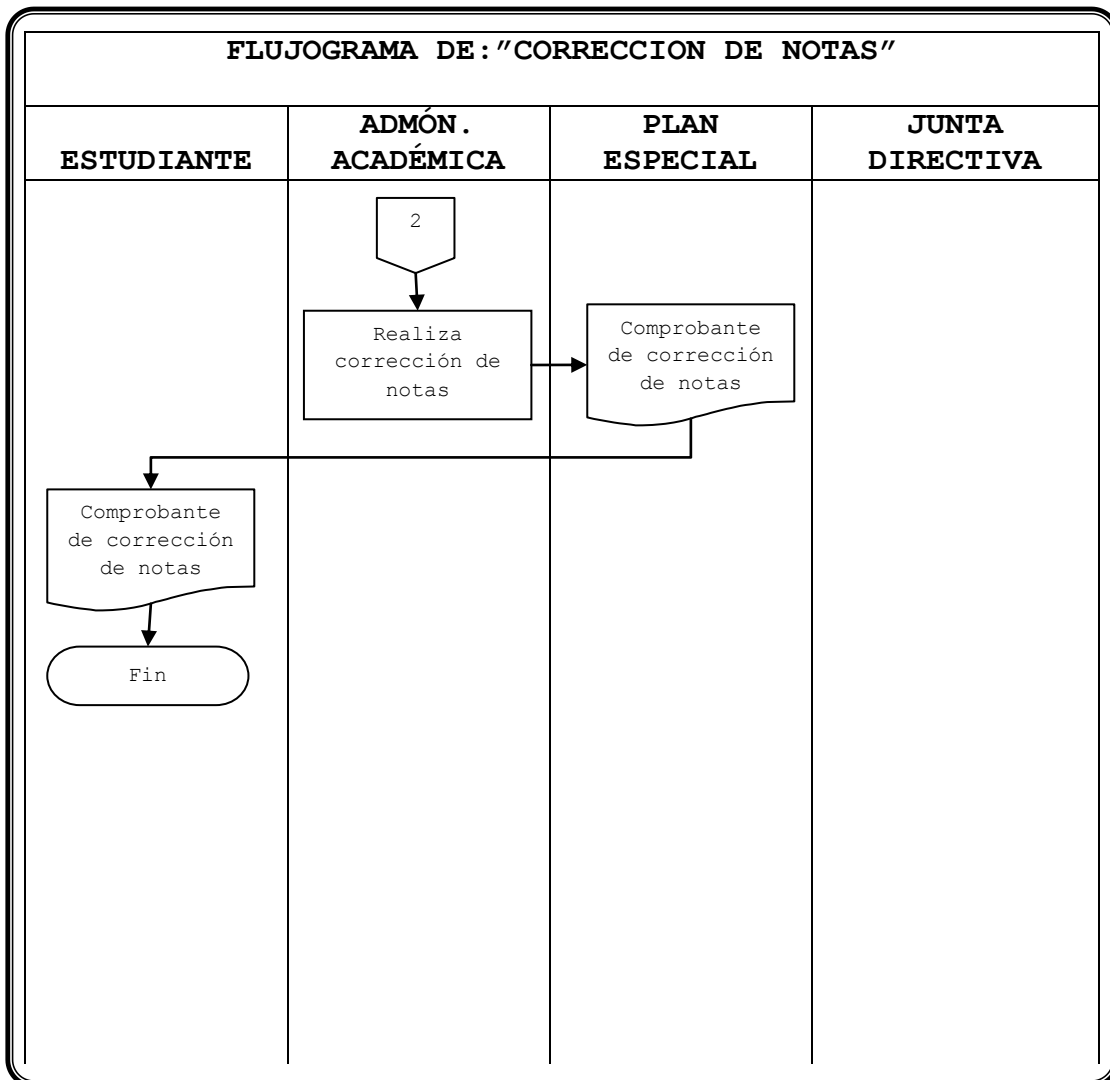 FLUJOGRAMA DE:”CORRECCION DE NOTAS”
ESTUDIANTE
ADMÓN.
ACADÉMICA
PLAN
ESPECIAL
JUNTA
DIRECTIVA
2
Realiza
corrección de
notas
Comprobante
de corrección
de notas
Comprobante
de corrección
de notas
Fin